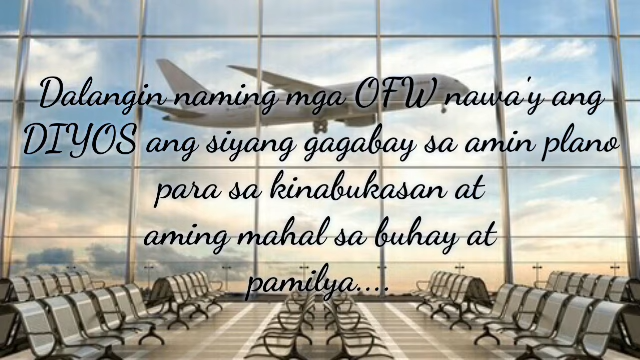 Dalangin naming mga OFW nawa'y ang
DIYOS ang siyang gagabay sa amin plano
para sa kinabukasan at
aming mahal sa buhay at
pamilya....